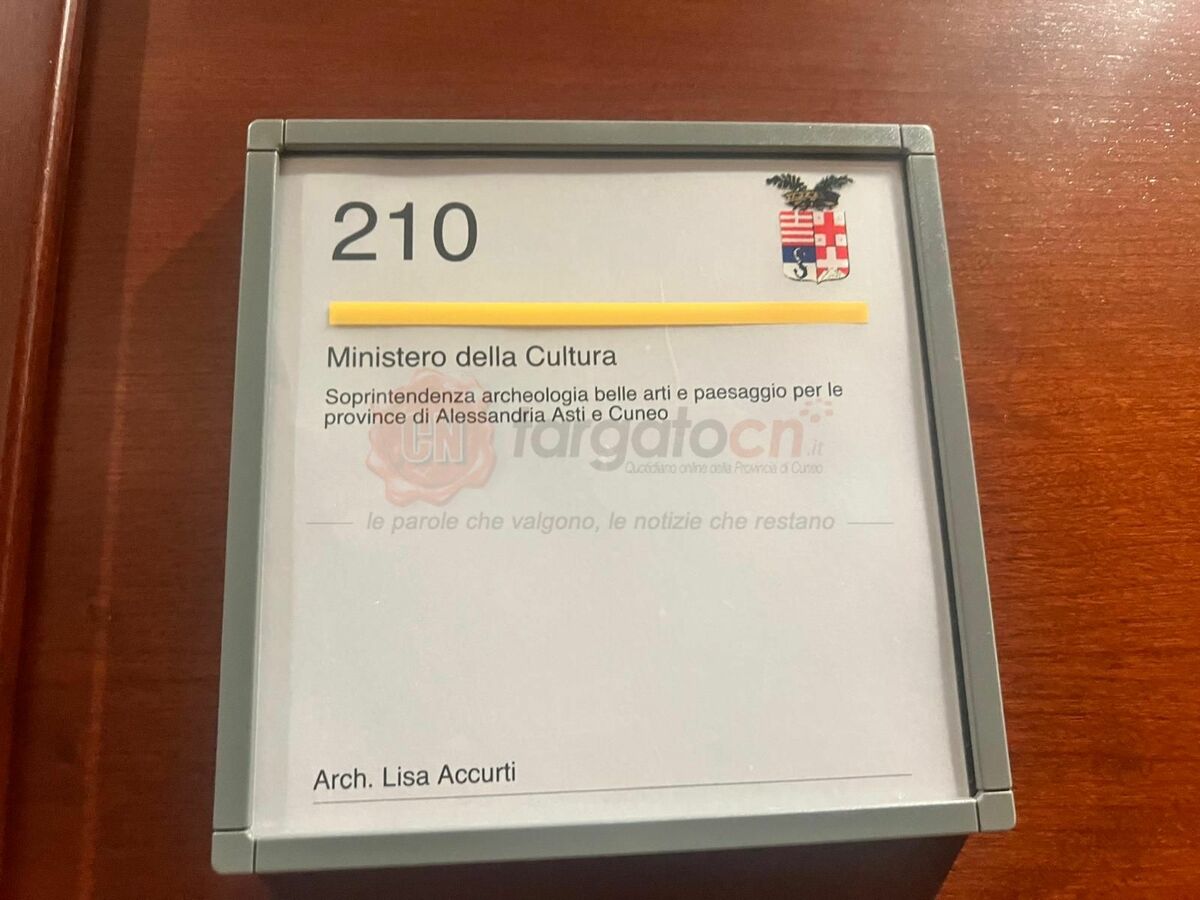 210
Ministero della Cultura
Soprintendenza archeologia belle arti e paesaggio per le
province di Alessandria Asti e Cuneo
CN targatocn.it
Quotidiano online della Provincia di Cuneo
le parole che valgono, le notizie che restano
Arch. Lisa Accurti